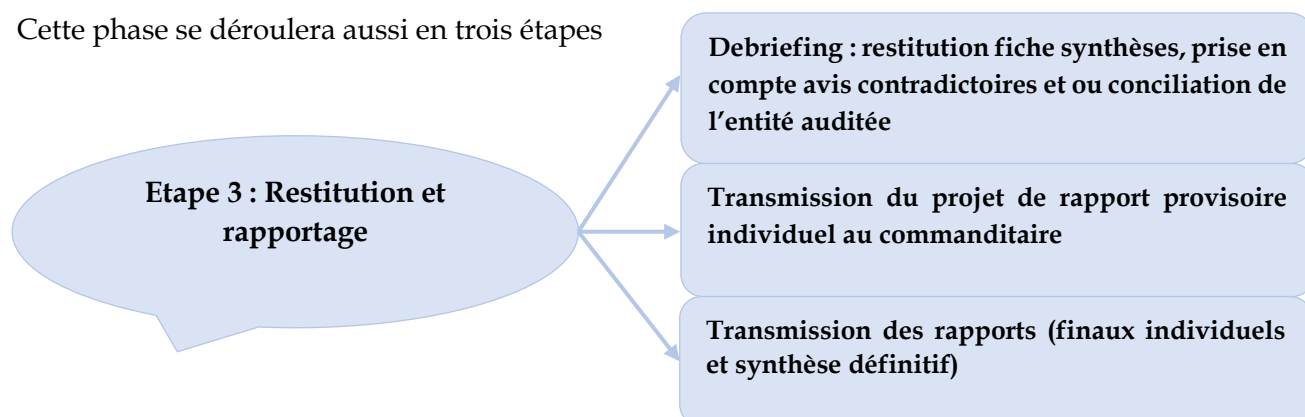 Cette phase se déroulera aussi en trois étapes
Debriefing : restitution fiche synthèses, prise en
compte avis contradictoires et ou conciliation de
l’entité auditée
Etape 3 : Restitution et
rapportage
Transmission du projet de rapport provisoire
individuel au commanditaire
Transmission des rapports (finaux individuels
et synthèse définitif)